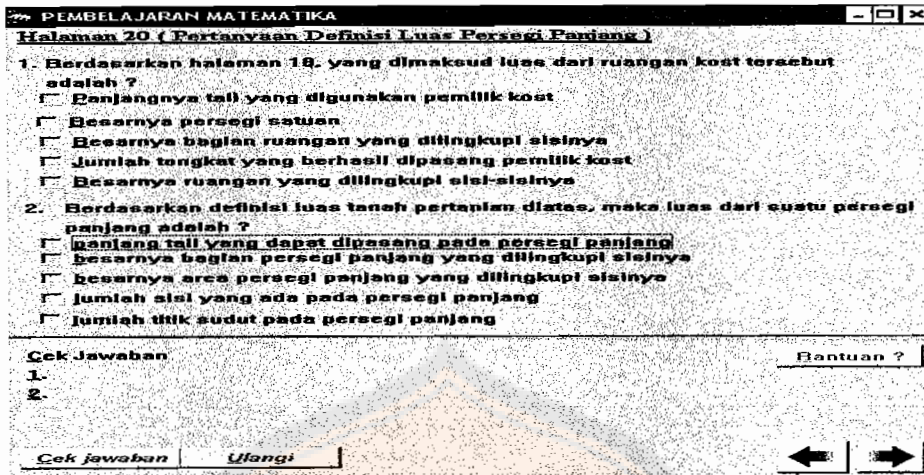 PEMBELAJARAN MATEMATIKA
Halaman 20 ( Pertanyaan Definisi Luas Persegi Panjang )
1. Berdasarkan halaman 18, yang dimaksud luas dari ruangan kost tersebut
adalah ?
Panjangnya tali yang digunakan pemilik kost
Besarnya persegi satuan
Besarnya bagian ruangan yang dilingkupi sisinya
Jumlah tongkat yang berhasil dipasang pemilik kost
Besarnya ruangan yang dilingkupi sisi-sisinya
2. Berdasarkan definisi luas tanah pertanian diatas, maka luas dari suatu persegi
panjang adalah ?
panjang tali yang dapat dipasang pada persegi panjang
besarnya bagian persegi panjang yang dilingkupi sisinya
besarnya area persegi panjang yang dilingkupi sisinya
jumlah sisi yang ada pada persegi panjang
jumlah titik sudut pada persegi panjang
Cek Jawaban
Bantuan ?
1.
2.
Cek jawaban
Ulangi